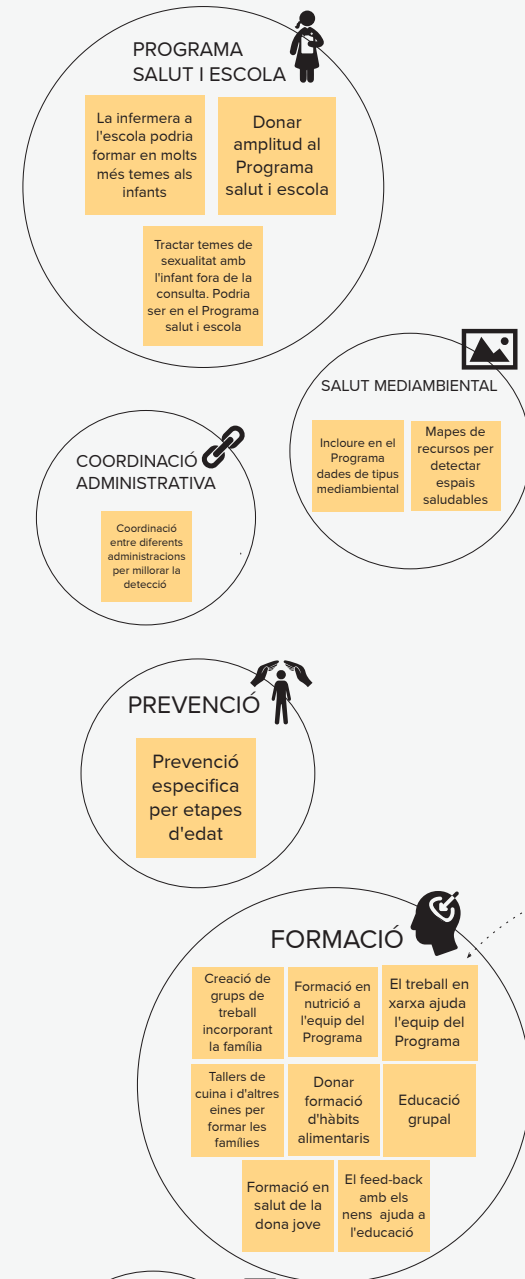 PROGRAMA
SALUT I ESCOLA
La infermera a
l'escola podria
formar en molts
més temes als
infants
Donar
amplitud al
Programa
salut i escola
Tractar temes de
sexualitat amb
l'infant fora de la
consulta. Podria
ser en el Programa
salut i escola
SALUT MEDIAMBIENTAL
Incloure en el
Programa
dades de tipus
mediambiental
Mapes de
recursos per
detectar
espais
saludables
COORDINACIÓ
ADMINISTRATIVA
Coordinació
entre diferents
administracions
per millorar la
detecció
PREVENCIÓ
Prevenció
especifica
per etapes
d'edat
FORMACIÓ
Creació de
grups de
treball
incorporant
la família
Formació en
nutrició a
l'equip del
Programa
El treball en
xarxa ajuda
l'equip del
Programa
Tallers de
cuina i d'altres
eines per
formar les
famílies
Donar
formació
d'hàbits
alimentaris
Educació
grupal
Formació en
salut de la
dona jove
El feed-back
amb els
nens ajuda a
l'educació